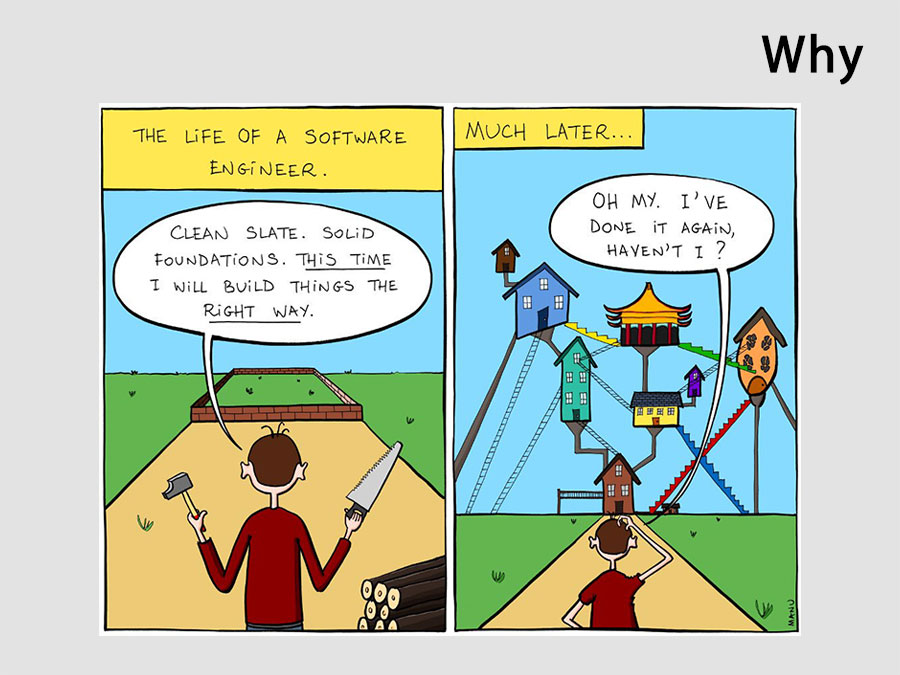 Why
THE LIFE OF A SOFTWARE
ENGINEER.
CLEAN SLATE. SOLID
FOUNDATIONS. THIS TIME
I WILL BUILD THINGS THE
RIGHT WAY.
MUCH LATER...
OH MY. I'VE
DONE IT AGAIN,
HAVEN'T I ?
MANU